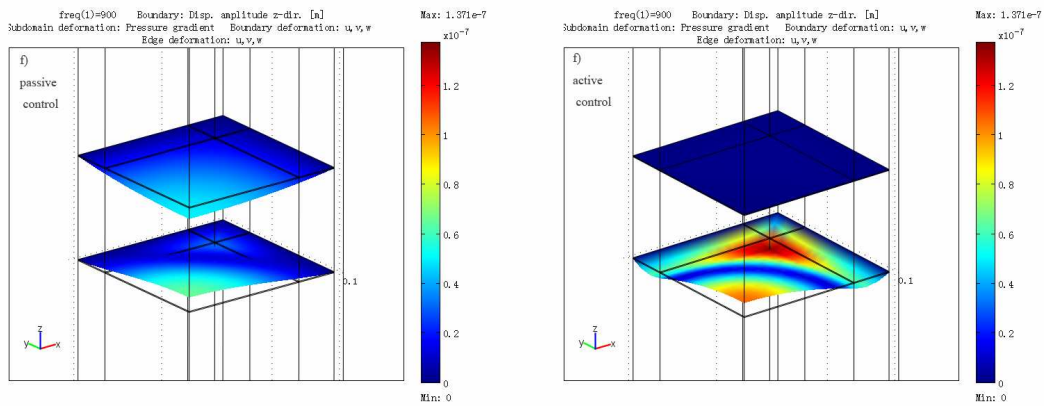 freq(1)=900 Boundary: Disp. amplitude z-dir. [m]
Subdomain deformation: Pressure gradient Boundary deformation: u,v,w
Edge deformation: u,v,w
Max: 1.371e-7
x10-7
f)
passive
control
1.2
1
0.8
0.6
0.4
0.2
0
0.1
z
y
x
Min: 0
freq(1)=900 Boundary: Disp. amplitude z-dir. [m]
Subdomain deformation: Pressure gradient Boundary deformation: u,v,w
Edge deformation: u,v,w
Max: 1.371e-7
x10-7
f)
active
control
1.2
1
0.8
0.6
0.4
0.2
0
0.1
z
y
x
Min: 0